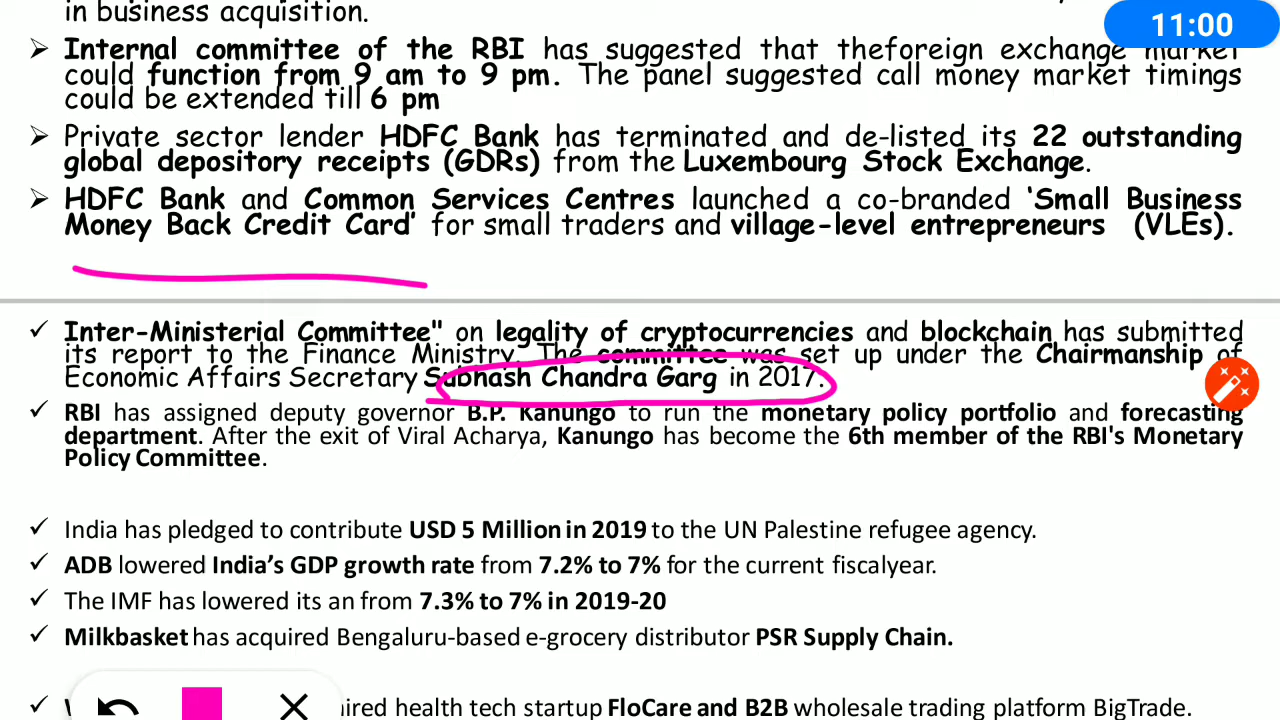 in business acquisition.
11:00
➢ Internal committee of the RBI has suggested that theforeign exchange market
could function from 9 am to 9 pm. The panel suggested call money market timings
could be extended till 6 pm
➢ Private sector lender HDFC Bank has terminated and de-listed its 22 outstanding
global depository receipts (GDRs) from the Luxembourg Stock Exchange.
➢ HDFC Bank and Common Services Centres launched a co-branded ‘Small Business
Money Back Credit Card’ for small traders and village-level entrepreneurs (VLEs).
✓ Inter-Ministerial Committee" on legality of cryptocurrencies and blockchain has submitted
its report to the Finance Ministry. The committee was set up under the Chairmanship of
Economic Affairs Secretary Subhash Chandra Garg in 2017.
✓ RBI has assigned deputy governor B.P. Kanungo to run the monetary policy portfolio and forecasting
department. After the exit of Viral Acharya, Kanungo has become the 6th member of the RBI's Monetary
Policy Committee.
✓ India has pledged to contribute USD 5 Million in 2019 to the UN Palestine refugee agency.
✓ ADB lowered India’s GDP growth rate from 7.2% to 7% for the current fiscalyear.
✓ The IMF has lowered its an from 7.3% to 7% in 2019-20
✓ Milkbasket has acquired Bengaluru-based e-grocery distributor PSR Supply Chain.
✓ health tech startup FloCare and B2B wholesale trading platform BigTrade.